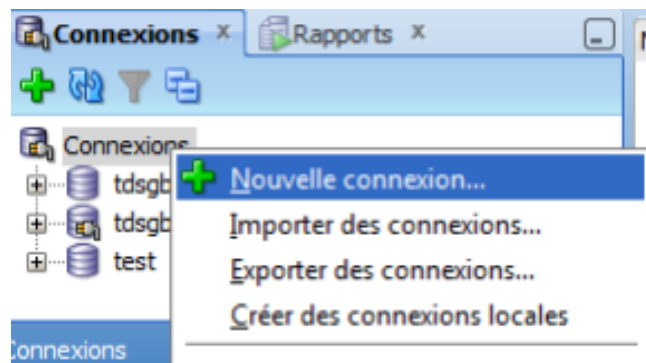 Connexions x Rapports x
Connexions
Nouvelle connexion...
tdsgb
Importer des connexions...
tdsgb
Exporter des connexions...
test
Créer des connexions locales
Connexions